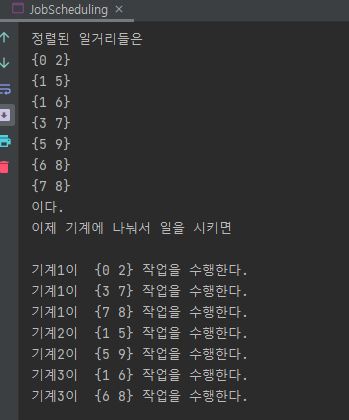 JobScheduling
정렬된 일거리들은
{0 2}
{1 5}
{1 6}
{3 7}
{5 9}
{6 8}
{7 8}
이다.
이제 기계에 나눠서 일을 시키면
기계1이  {0 2} 작업을 수행한다.
기계1이  {3 7} 작업을 수행한다.
기계1이  {7 8} 작업을 수행한다.
기계2이  {1 5} 작업을 수행한다.
기계2이  {5 9} 작업을 수행한다.
기계3이  {1 6} 작업을 수행한다.
기계3이  {6 8} 작업을 수행한다.